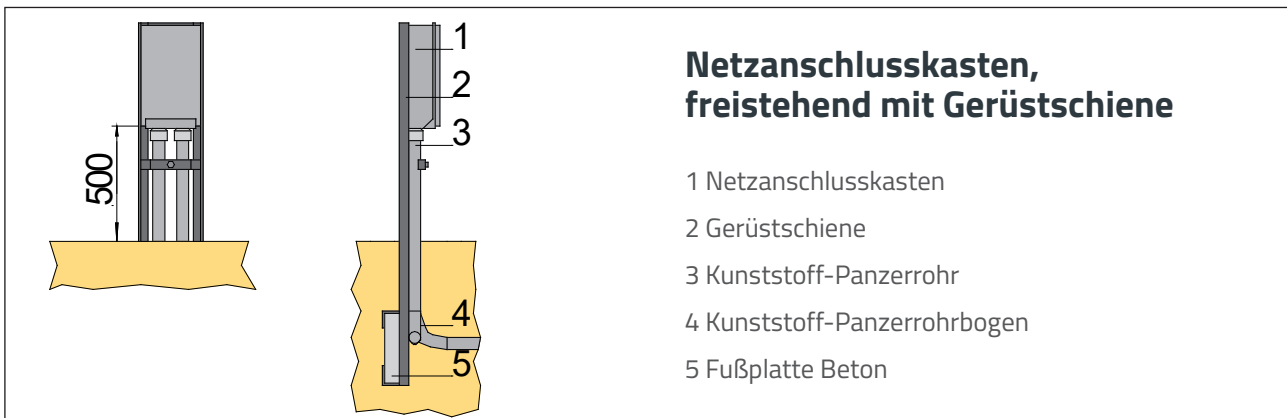 500
1
2
3
4
5
Netzanschlusskasten,
freistehend mit Gerüstschiene
1 Netzanschlusskasten
2 Gerüstschiene
3 Kunststoff-Panzerrohr
4 Kunststoff-Panzerrohrbogen
5 Fußplatte Beton